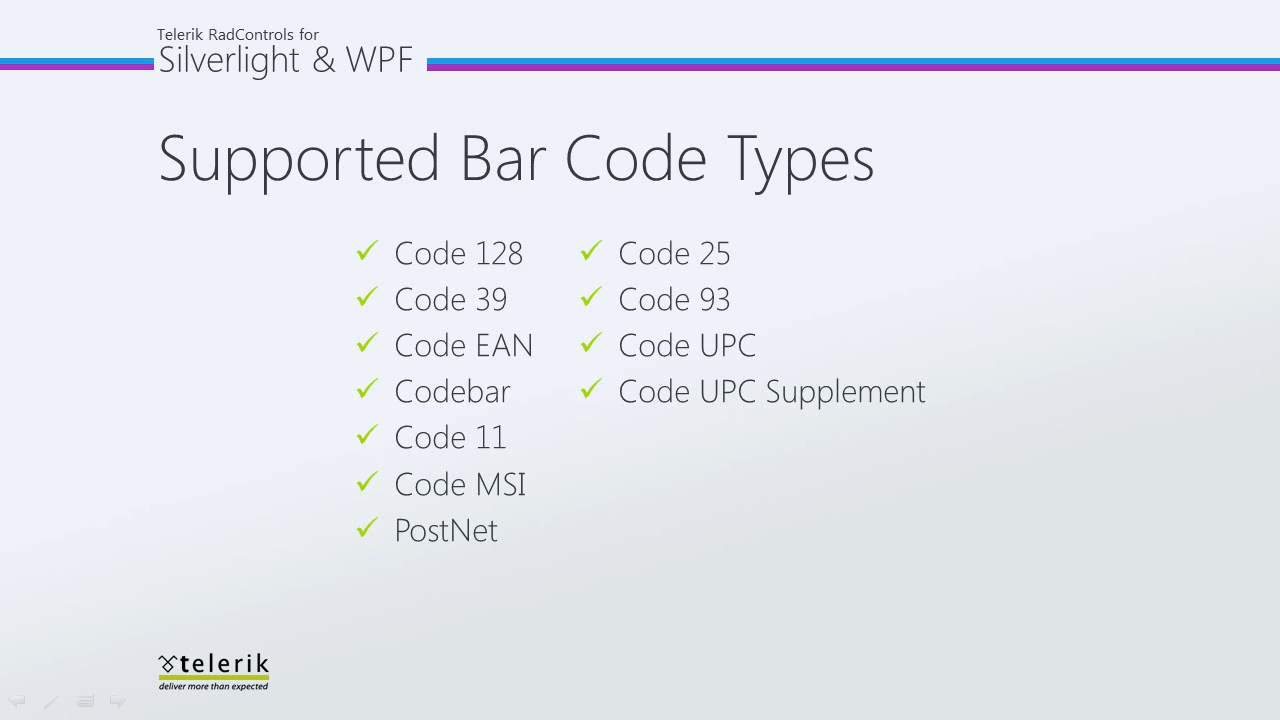 Telerik RadControls for
Silverlight & WPF
Supported Bar Code Types
Code 128
Code 39
Code EAN
Codebar
Code 11
Code MSI
PostNet
Code 25
Code 93
Code UPC
Code UPC Supplement
telerik
deliver more than expected